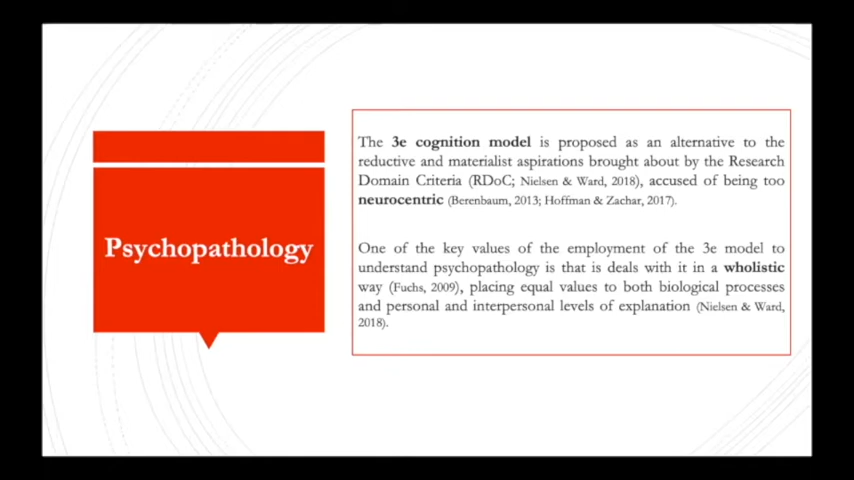 Psychopathology
The 3e cognition model is proposed as an alternative to the
reductive and materialist aspirations brought about by the Research
Domain Criteria (RDoC; Nielsen & Ward, 2018), accused of being too
neurocentric (Berenbaum, 2013; Hoffman & Zachar, 2017).
One of the key values of the employment of the 3e model to
understand psychopathology is that is deals with it in a wholistic
way (Fuchs, 2009), placing equal values to both biological processes
and personal and interpersonal levels of explanation (Nielsen & Ward,
2018).